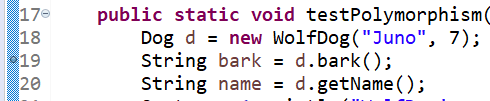 17 public static void testPolymorphism(
18 Dog d = new WolfDog("Juno", 7);
19 String bark = d.bark();
20 String name = d.getName();